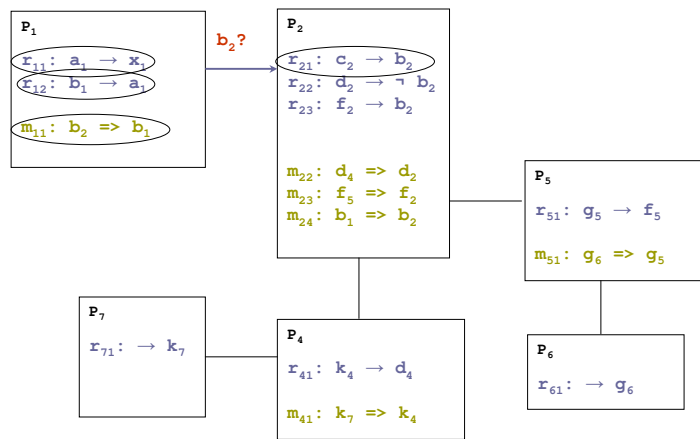 P₁
r₁₁: a₁ → x₁
r₁₂: b₁ → a₁
m₁₁: b₂ => b₁
b₂?
P₂
r₂₁: c₂ → b₂
r₂₂: d₂ → ¬ b₂
r₂₃: f₂ → b₂
m₂₂: d₄ => d₂
m₂₃: f₅ => f₂
m₂₄: b₁ => b₂
P₅
r₅₁: g₅ → f₅
m₅₁: g₆ => g₅
P₇
r₇₁: → k₇
P₄
r₄₁: k₄ → d₄
m₄₁: k₇ => k₄
P₆
r₆₁: → g₆